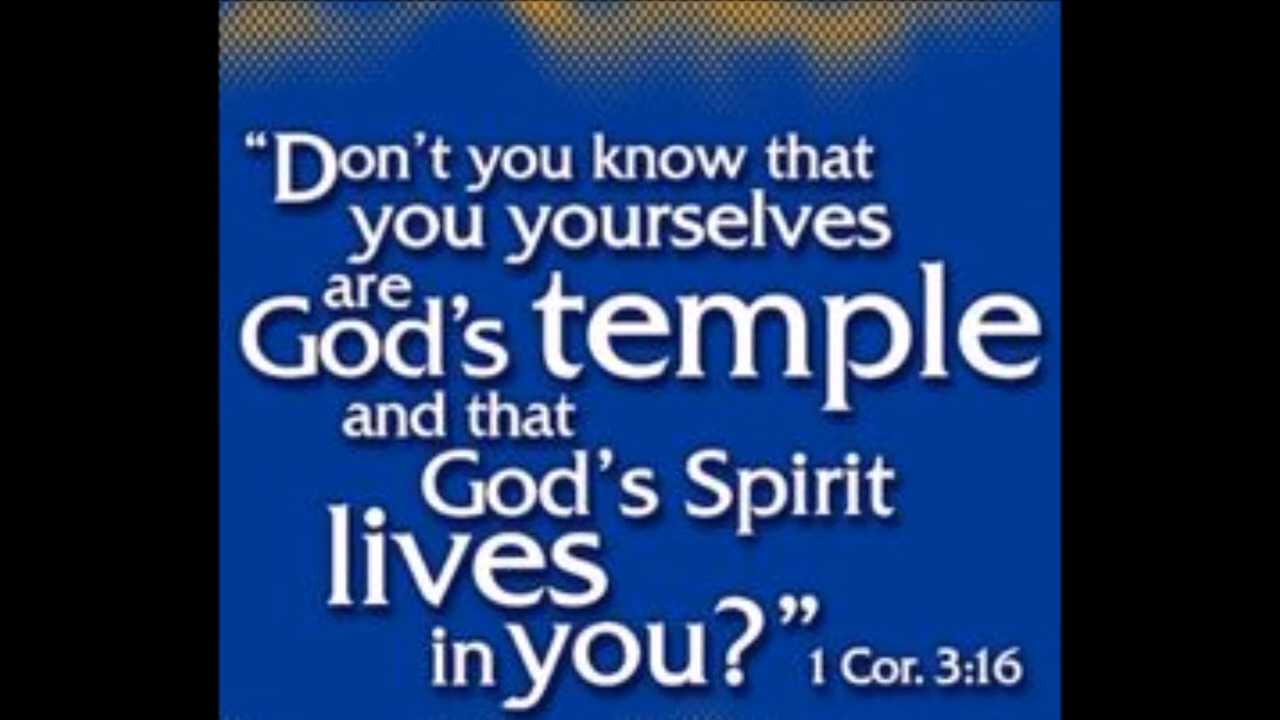 “Don’t you know that
you yourselves
are
God’s temple
and that
God’s Spirit
lives
in you?”
1 Cor. 3:16